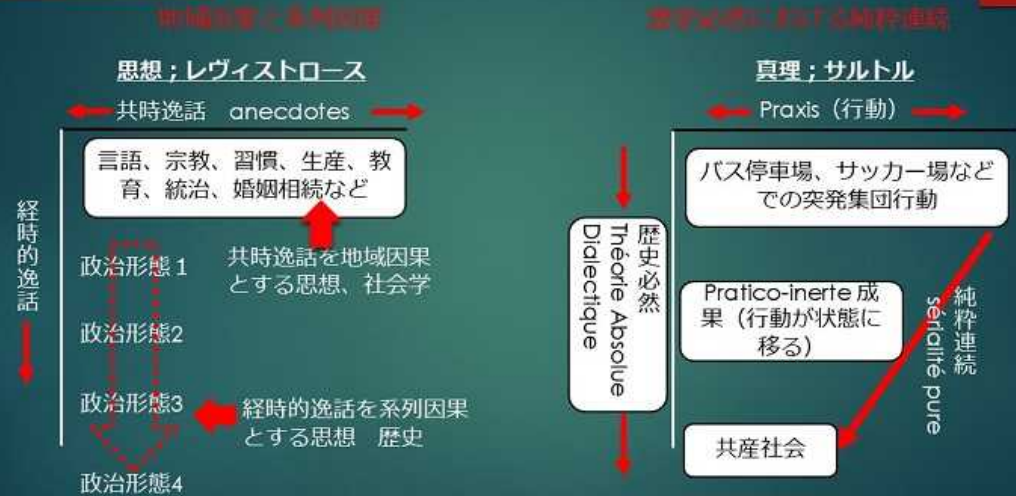 思想；レヴィストロース
共時逸話 anecdotes
言語、宗教、習慣、生産、教
育、統治、婚姻相続など
経時的逸話
政治形態１
共時逸話を地域因果
とする思想、社会学
政治形態2
政治形態3
経時的逸話を系列因果
とする思想 歴史
政治形態4
真理；サルトル
Praxis（行動）
バス停車場、サッカー場など
での突発集団行動
歴史必然
Théorie Absolue
Dialectique
Pratico-inerte 成
果（行動が状態に
移る）
純粋連続
sérialité pure
共産社会